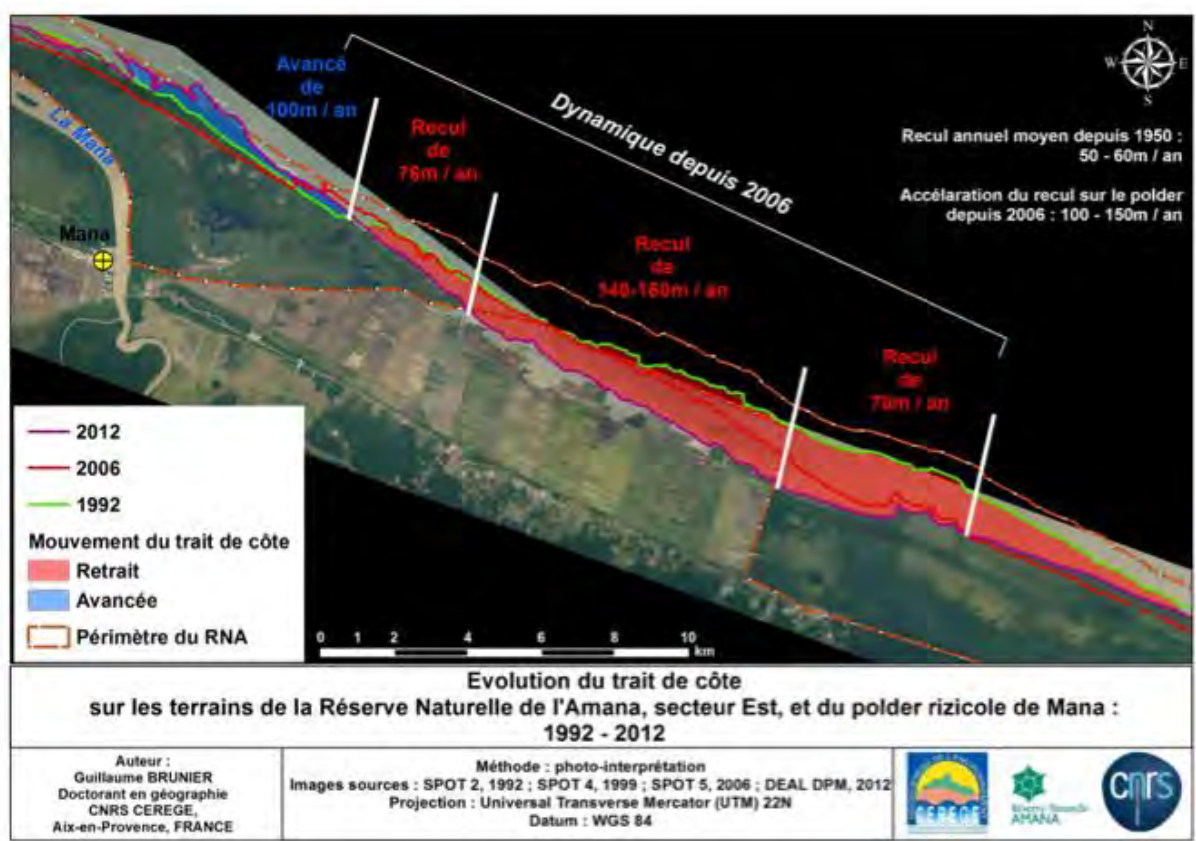 N
W
E
S
Avancé
de
100m / an
Recul
de
76m / an
Dynamique depuis 2006
Recul annuel moyen depuis 1950 :
50 - 60m / an
Accélaration du recul sur le polder
depuis 2006 : 100 - 150m / an
La Mana
Mana
Recul
de
140-160m / an
Recul
de
70m / an
2012
2006
1992
Mouvement du trait de côte
Retrait
Avancée
Périmètre du RNA
0 1 2 4 6 8 10
km
Evolution du trait de côte
sur les terrains de la Réserve Naturelle de l'Amana, secteur Est, et du polder rizicole de Mana :
1992 - 2012
Auteur :
Guillaume BRUNIER
Doctorant en géographie
CNRS CEREGE,
Aix-en-Provence, FRANCE
Méthode : photo-interprétation
Images sources : SPOT 2, 1992 ; SPOT 4, 1999 ; SPOT 5, 2006 ; DEAL DPM, 2012
Projection : Universal Transverse Mercator (UTM) 22N
Datum : WGS 84
CEREGE
Réserve Naturelle
AMANA
cnrs